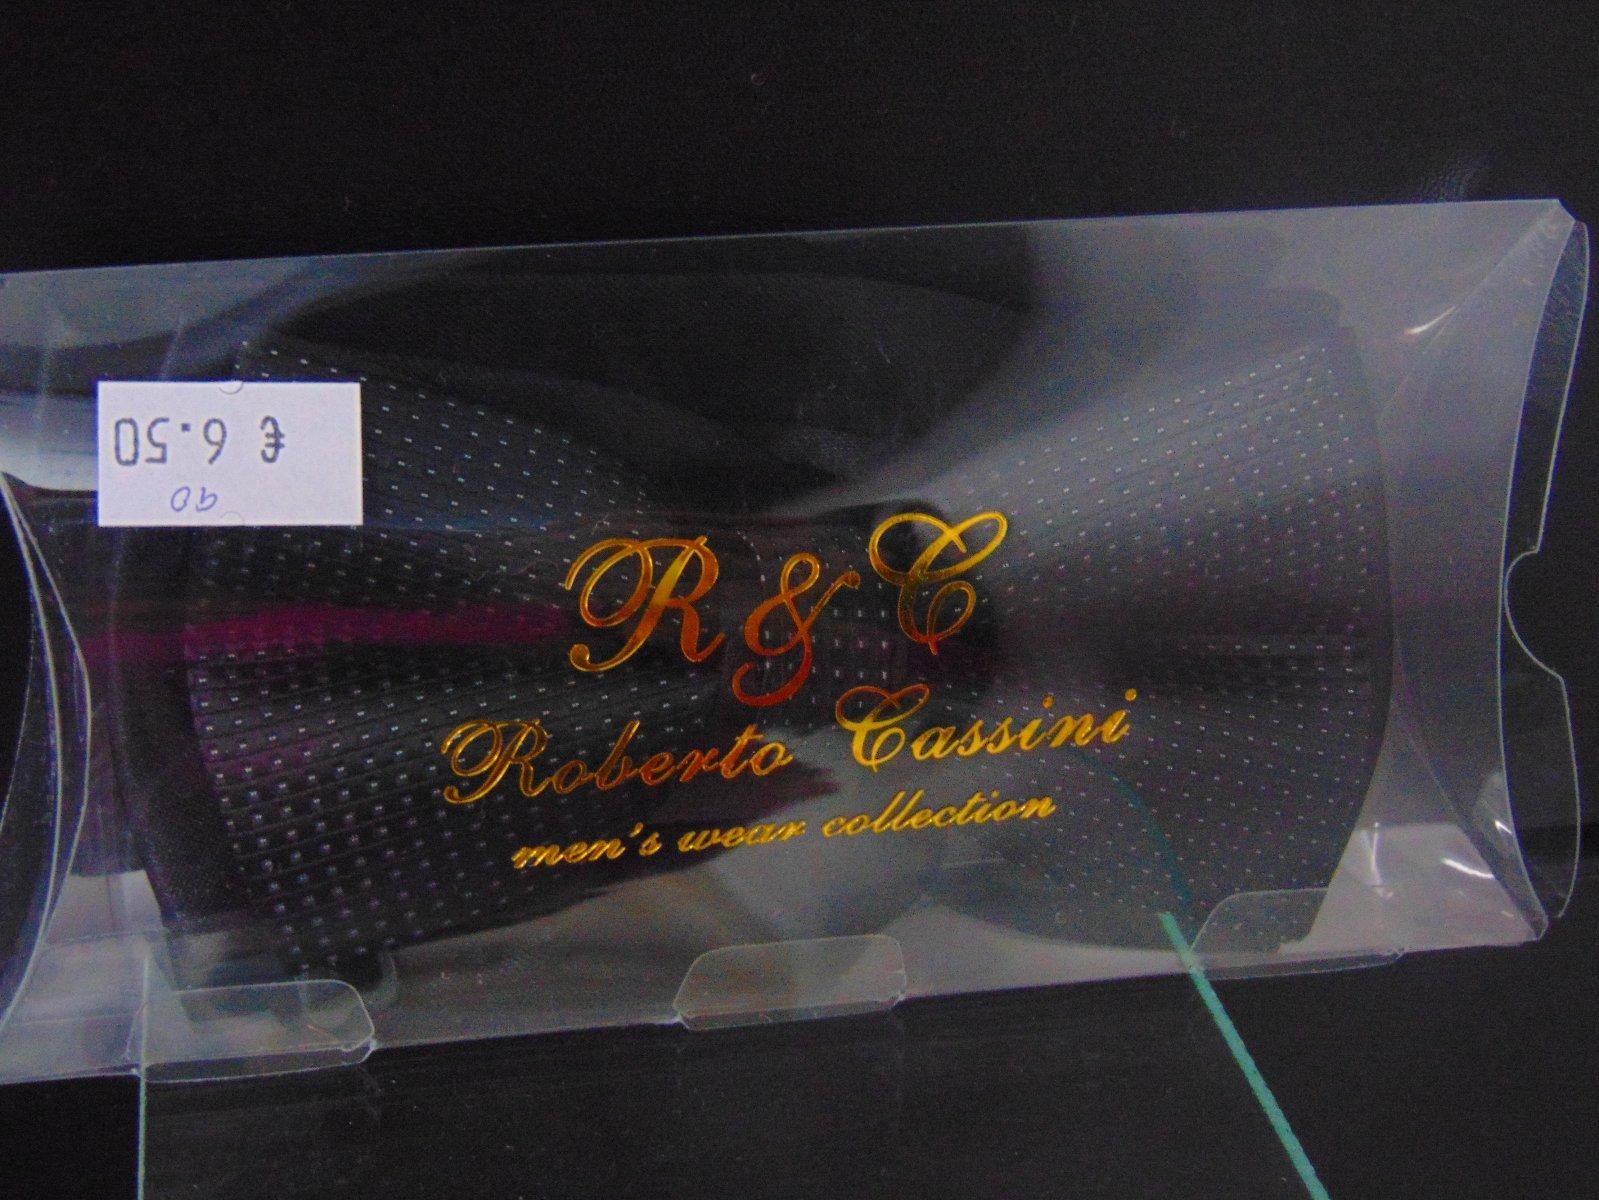 € 6.50
R & C
Roberto Cassini
men's wear collection